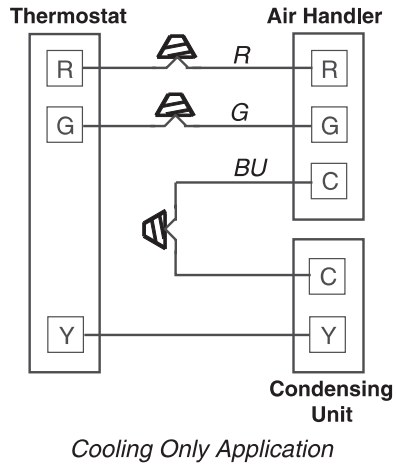 Thermostat
Air Handler
R
R
R
G
G
G
BU
C
C
Y
Y
Condensing
Unit
Cooling Only Application